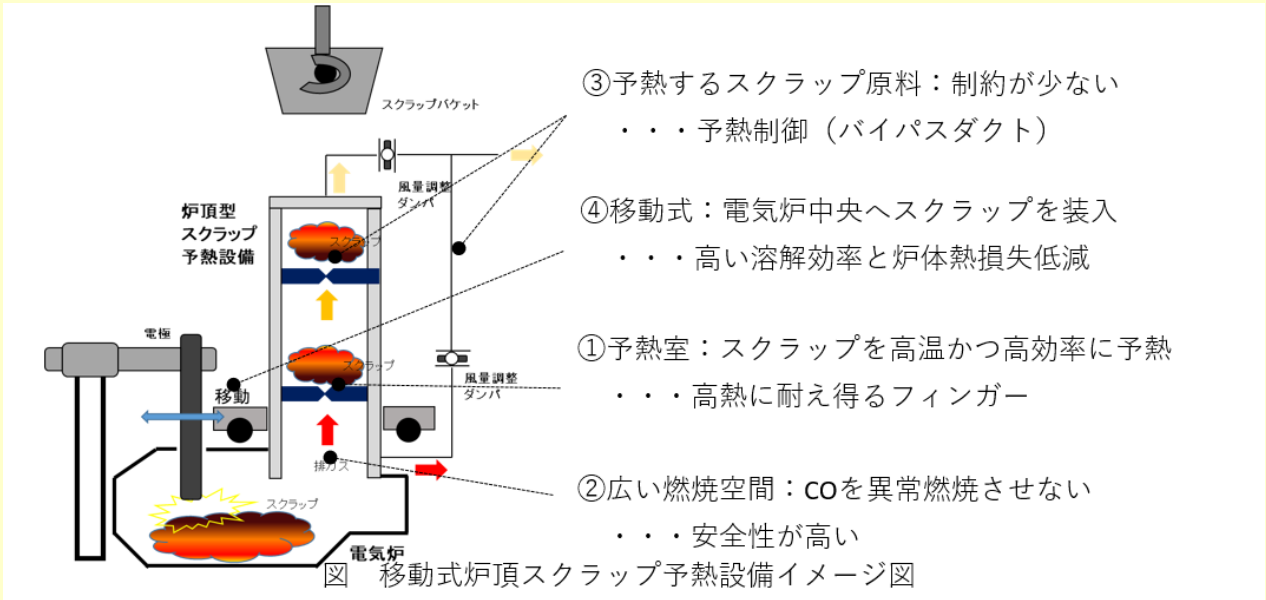 スクラップバケット
風量調整
ダンパ
炉頂型
スクラップ
予熱設備
スクラップ
電極
スクラップ
風量調整
ダンパ
移動
排ガス
スクラップ
電気炉
③予熱するスクラップ原料：制約が少ない
・・・予熱制御（バイパスダクト）
④移動式：電気炉中央へスクラップを装入
・・・高い溶解効率と炉体熱損失低減
①予熱室：スクラップを高温かつ高効率に予熱
・・・高熱に耐え得るフィンガー
②広い燃焼空間：COを異常燃焼させない
・・・安全性が高い
図　移動式炉頂スクラップ予熱設備イメージ図